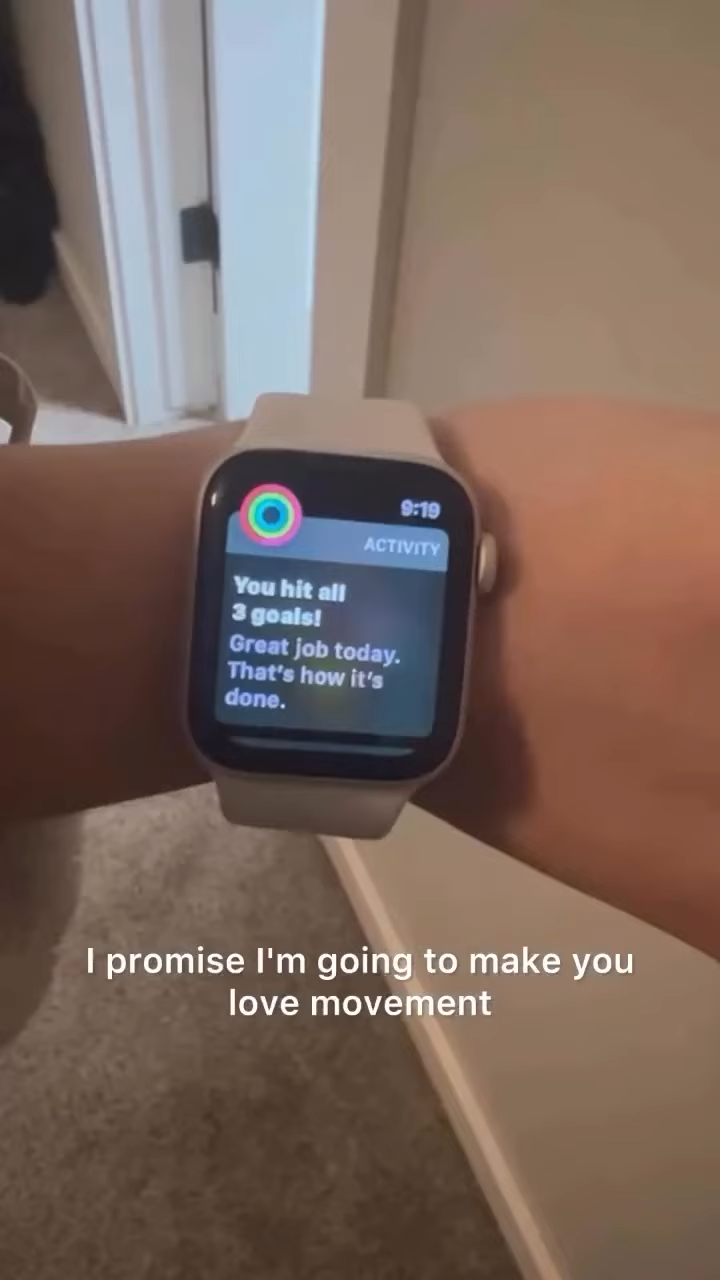 9:19
ACTIVITY
You hit all
3 goals!
Great job today.
That's how it's
done.
I promise I'm going to make you
love movement